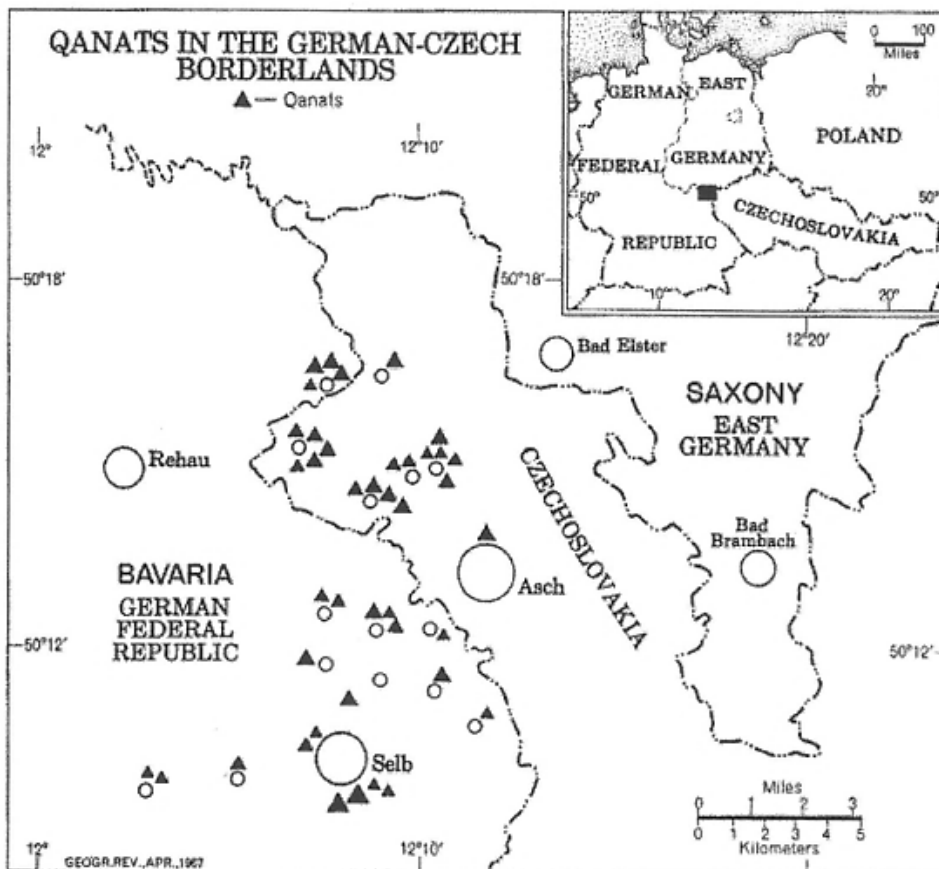 QANATS IN THE GERMAN-CZECH
BORDERLANDS
▲ — Qanats
12°
12°10'
50°18'
50°18'
12°20'
0 100
Miles
20°
GERMAN
EAST
POLAND
FEDERAL
GERMANY
50°
50°
CZECHOSLOVAKIA
REPUBLIC
10°
20°
Bad Elster
SAXONY
EAST
GERMANY
Rehau
CZECHOSLOVAKIA
Bad
Brambach
Asch
BAVARIA
GERMAN
FEDERAL
REPUBLIC
50°12'
50°12'
Selb
Miles
0 1 2 3
0 1 2 3 4 5
Kilometers
12°
12°10'
GEOGR.REV.,APR.,1967